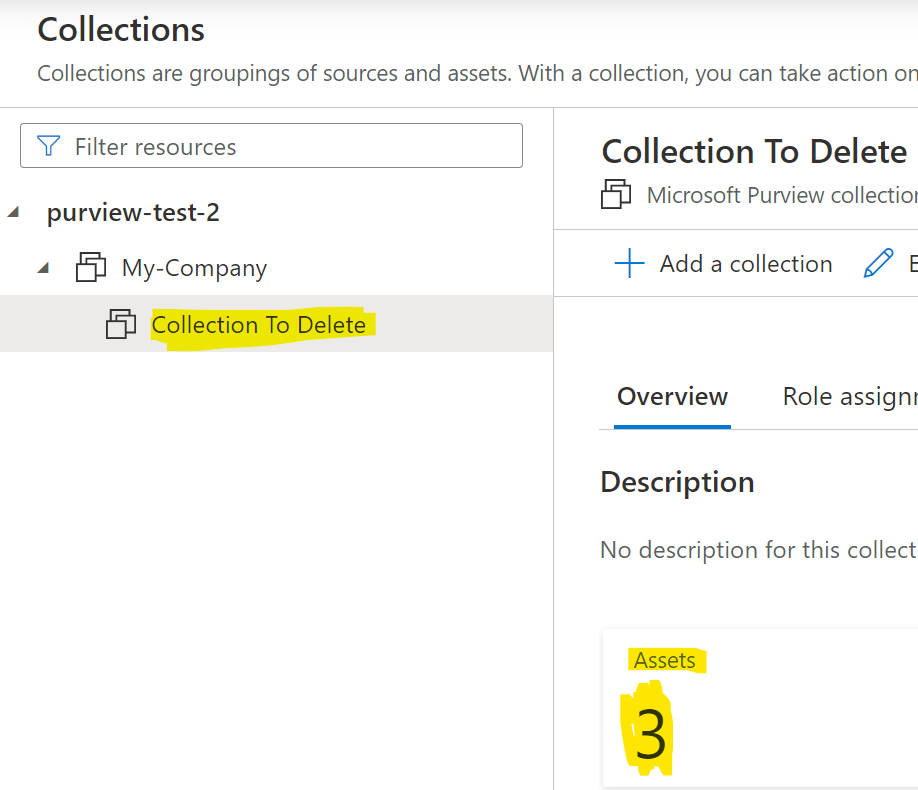 Collections
Collections are groupings of sources and assets. With a collection, you can take action on
Filter resources
purview-test-2
My-Company
Collection To Delete
Collection To Delete
Microsoft Purview collection
Add a collection
E
Overview
Role assignm
Description
No description for this collect
Assets
3